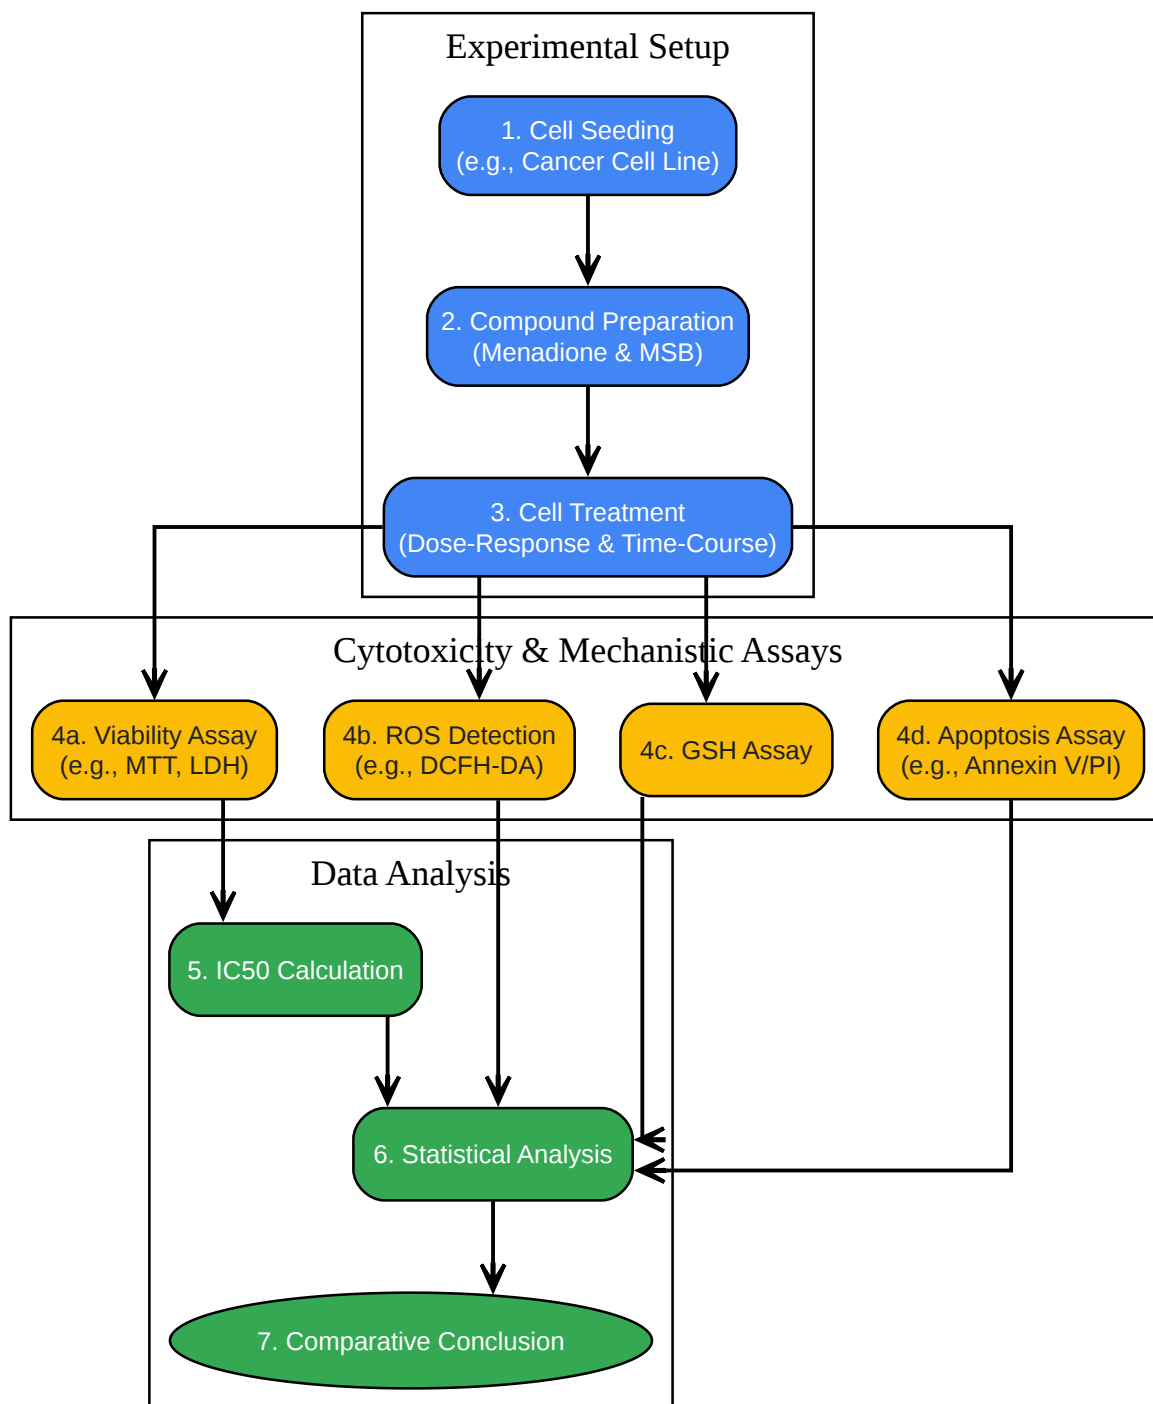 Experimental Setup
1. Cell Seeding
(e.g., Cancer Cell Line)
2. Compound Preparation
(Menadione & MSB)
3. Cell Treatment
(Dose-Response & Time-Course)
Cytotoxicity & Mechanistic Assays
4a. Viability Assay
(e.g., MTT, LDH)
4b. ROS Detection
(e.g., DCFH-DA)
4c. GSH Assay
4d. Apoptosis Assay
(e.g., Annexin V/PI)
Data Analysis
5. IC50 Calculation
6. Statistical Analysis
7. Comparative Conclusion